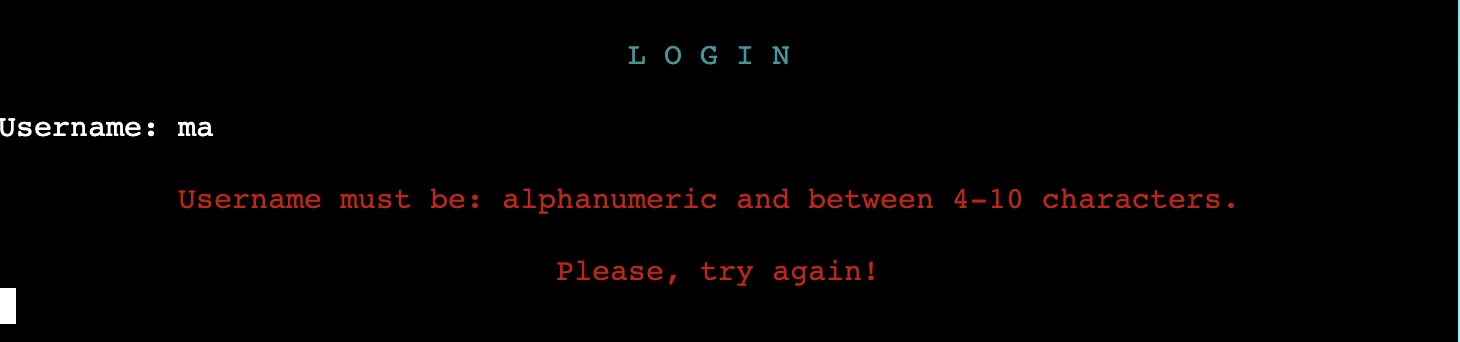 L O G I N
Username: ma
Username must be: alphanumeric and between 4-10 characters.
Please, try again!